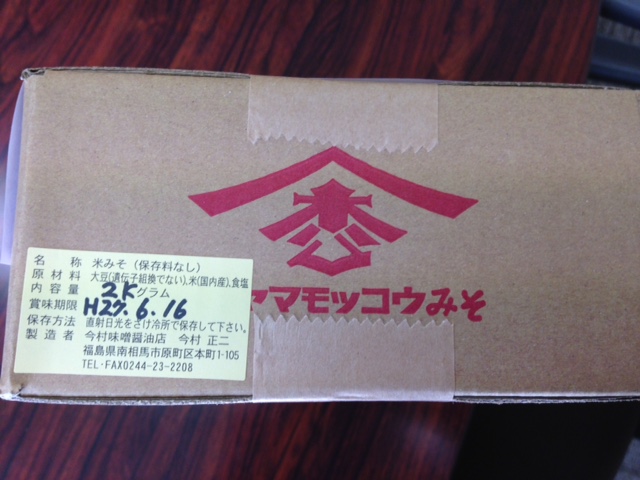 ヤマモッコウみそ
名 称 米みそ(保存料なし)
原 材 料 大豆(遺伝子組換でない),米(国内産),食塩
内 容 量 2Kグラム
賞味期限 H27.6.16
保存方法 直射日光をさけ冷所で保存して下さい。
製 造 者 今村味噌醤油店 今村 正二
福島県南相馬市原町区本町1-105
TEL・FAX0244-23-2208